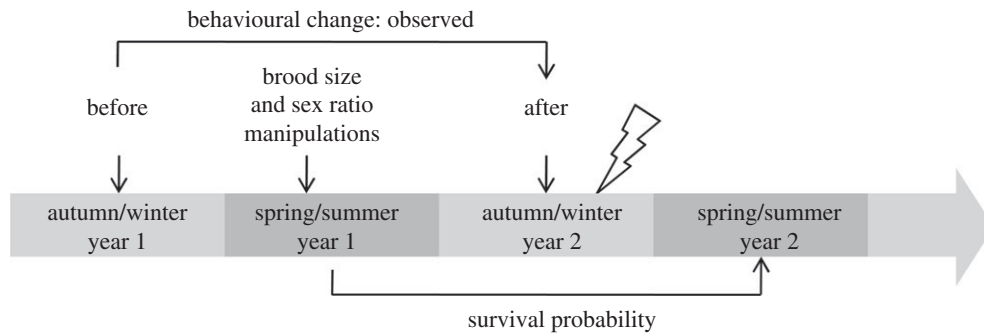 behavioural change: observed
before
brood size
and sex ratio
manipulations
after
autumn/winter
year 1
spring/summer
year 1
autumn/winter
year 2
spring/summer
year 2
survival probability